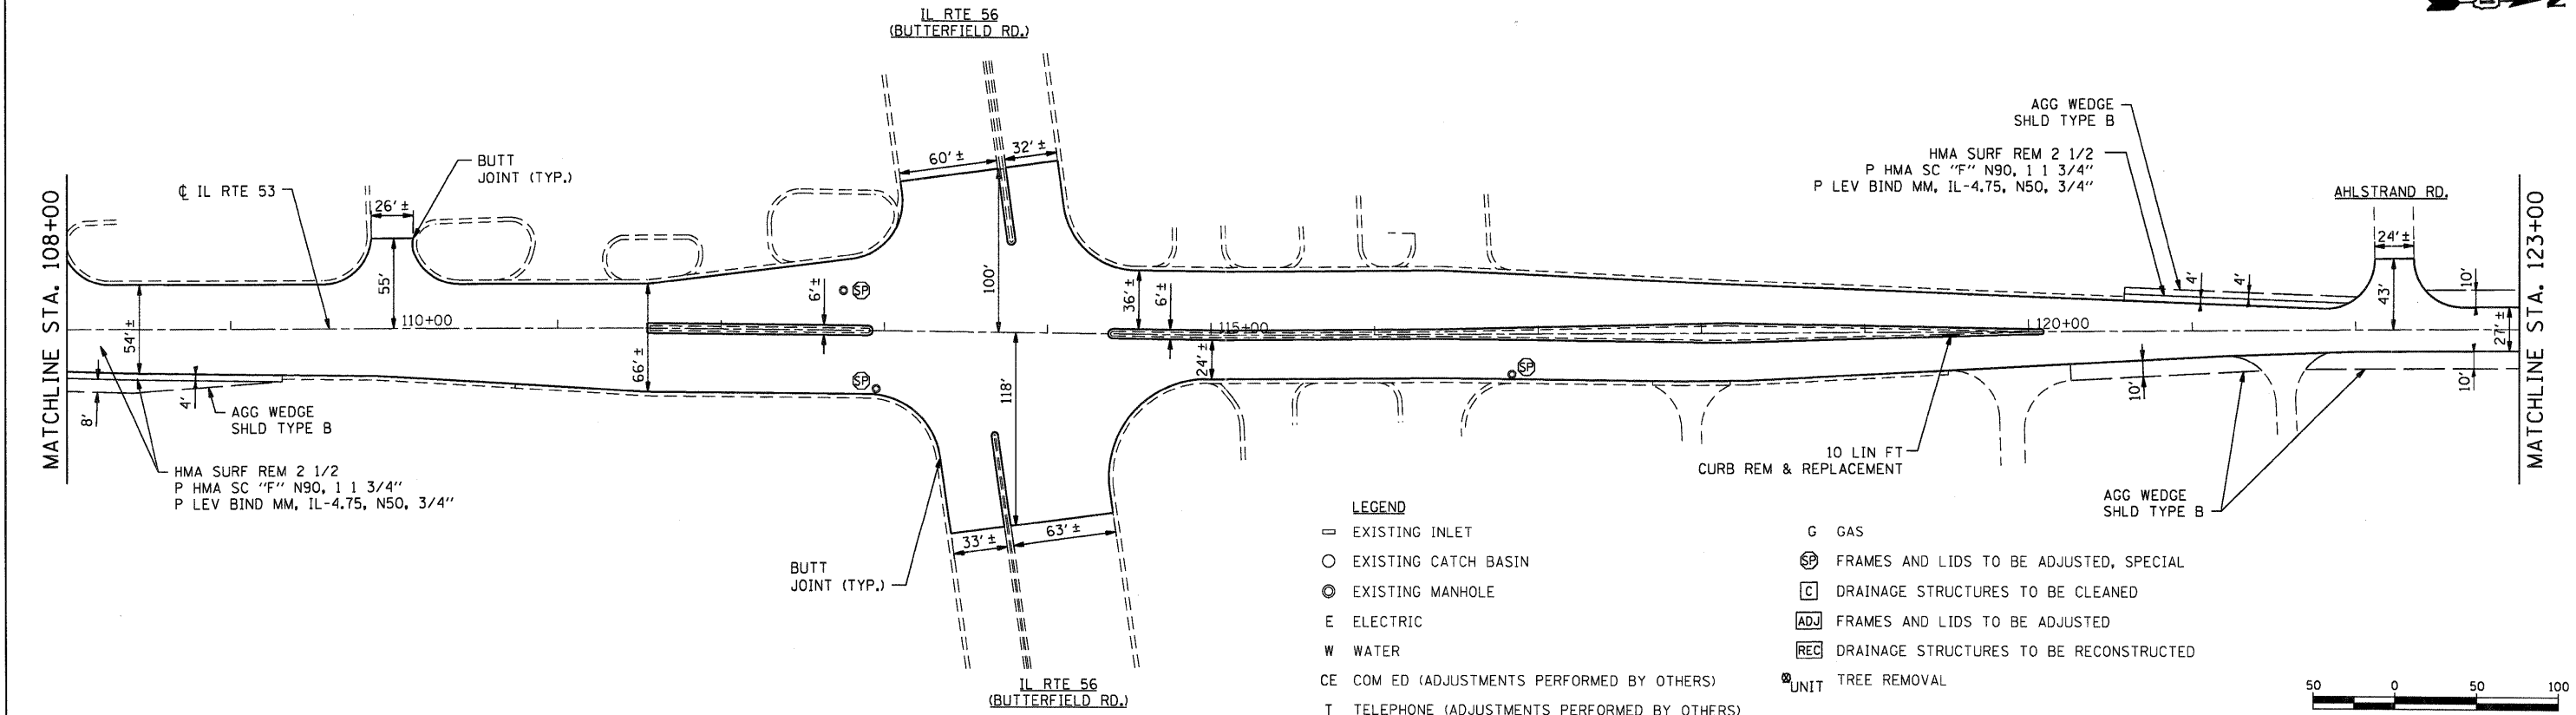 IL RTE 56
(BUTTERFIELD RD.)
N
AGG WEDGE
SHLD TYPE B
HMA SURF REM 2 1/2
P HMA SC "F" N90, 1 1 3/4"
P LEV BIND MM, IL-4.75, N50, 3/4"
AHLSTRAND RD.
BUTT
JOINT (TYP.)
℄ IL RTE 53
MATCHLINE STA. 108+00
26' ±
55'
54' ±
110+00
8'
4'
AGG WEDGE
SHLD TYPE B
HMA SURF REM 2 1/2
P HMA SC "F" N90, 1 1 3/4"
P LEV BIND MM, IL-4.75, N50, 3/4"
66' ±
6' ±
SP
SP
60' ±
32' ±
100'
118'
33' ±
63' ±
BUTT
JOINT (TYP.)
IL RTE 56
(BUTTERFIELD RD.)
36' ±
6' ±
115+00
24' ±
SP
120+00
10 LIN FT
CURB REM & REPLACEMENT
4'
4'
24' ±
43'
10'
27' ±
10'
10'
AGG WEDGE
SHLD TYPE B
MATCHLINE STA. 123+00
LEGEND
EXISTING INLET
EXISTING CATCH BASIN
EXISTING MANHOLE
E ELECTRIC
W WATER
CE COM ED (ADJUSTMENTS PERFORMED BY OTHERS)
T TELEPHONE (ADJUSTMENTS PERFORMED BY OTHERS)
G GAS
SP FRAMES AND LIDS TO BE ADJUSTED, SPECIAL
C DRAINAGE STRUCTURES TO BE CLEANED
ADJ FRAMES AND LIDS TO BE ADJUSTED
REC DRAINAGE STRUCTURES TO BE RECONSTRUCTED
UNIT TREE REMOVAL
50 0 50 100